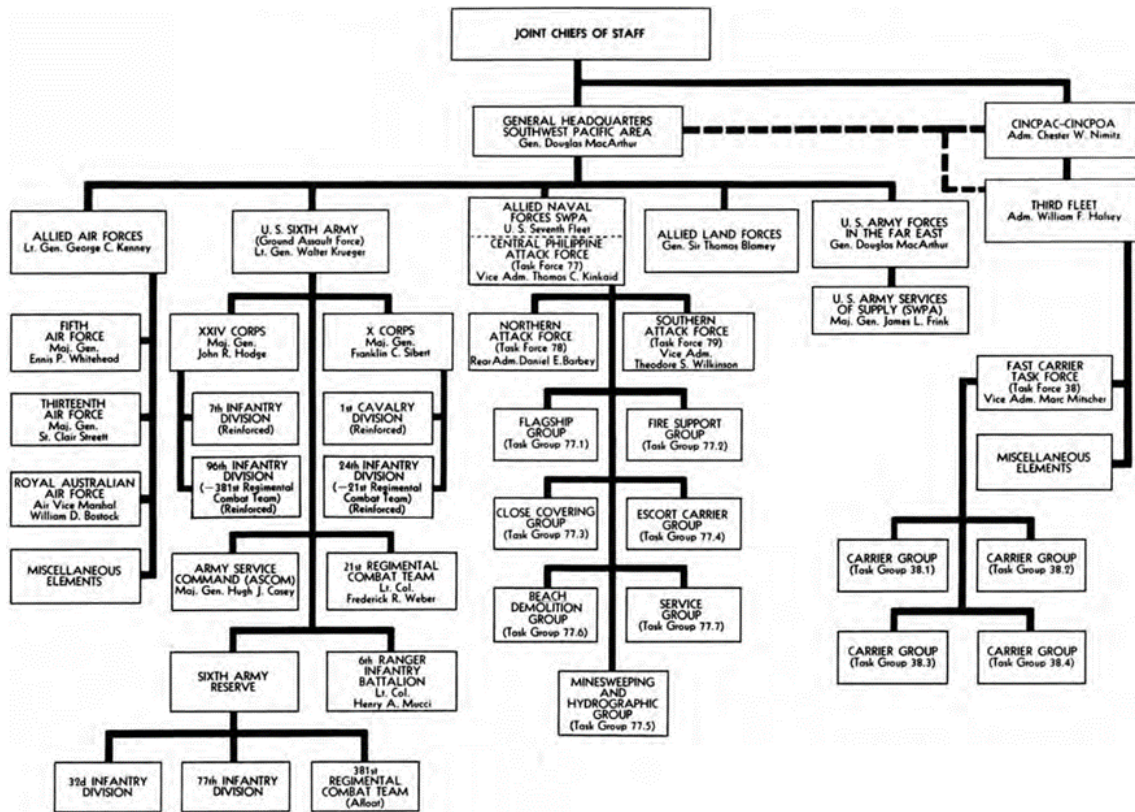 JOINT CHIEFS OF STAFF
GENERAL HEADQUARTERS
SOUTHWEST PACIFIC AREA
Gen. Douglas MacArthur
CINCPAC-CINCPOA
Adm. Chester W. Nimitz
ALLIED AIR FORCES
Lt. Gen. George C. Kenney
U. S. SIXTH ARMY
(Ground Assault Force)
Lt. Gen. Walter Krueger
ALLIED NAVAL
FORCES SWPA
U. S. Seventh Fleet
CENTRAL PHILIPPINE
ATTACK FORCE
(Task Force 77)
Vice Adm. Thomas C. Kinkaid
ALLIED LAND FORCES
Gen. Sir Thomas Blamey
U. S. ARMY FORCES
IN THE FAR EAST
Gen. Douglas MacArthur
THIRD FLEET
Adm. William F. Halsey
U. S. ARMY SERVICES
OF SUPPLY (SWPA)
Maj. Gen. James L. Frink
FIFTH
AIR FORCE
Maj. Gen.
Ennis P. Whitehead
XXIV CORPS
Maj. Gen.
John R. Hodge
X CORPS
Maj. Gen.
Franklin C. Sibert
NORTHERN
ATTACK FORCE
(Task Force 78)
Rear Adm. Daniel E. Barbey
SOUTHERN
ATTACK FORCE
(Task Force 79)
Vice Adm.
Theodore S. Wilkinson
FAST CARRIER
TASK FORCE
(Task Force 38)
Vice Adm. Marc Mitscher
THIRTEENTH
AIR FORCE
Maj. Gen.
St. Clair Streett
7th INFANTRY
DIVISION
(Reinforced)
1st CAVALRY
DIVISION
(Reinforced)
FLAGSHIP
GROUP
(Task Group 77.1)
FIRE SUPPORT
GROUP
(Task Group 77.2)
MISCELLANEOUS
ELEMENTS
ROYAL AUSTRALIAN
AIR FORCE
Air Vice Marshal
William D. Bostock
96th INFANTRY
DIVISION
(—381st Regimental
Combat Team)
(Reinforced)
24th INFANTRY
DIVISION
(—21st Regimental
Combat Team)
(Reinforced)
CLOSE COVERING
GROUP
(Task Group 77.3)
ESCORT CARRIER
GROUP
(Task Group 77.4)
MISCELLANEOUS
ELEMENTS
ARMY SERVICE
COMMAND (ASCOM)
Maj. Gen. Hugh J. Casey
21st REGIMENTAL
COMBAT TEAM
Lt. Col.
Frederick R. Weber
CARRIER GROUP
(Task Group 38.1)
CARRIER GROUP
(Task Group 38.2)
BEACH
DEMOLITION
GROUP
(Task Group 77.6)
SERVICE
GROUP
(Task Group 77.7)
CARRIER GROUP
(Task Group 38.3)
CARRIER GROUP
(Task Group 38.4)
SIXTH ARMY
RESERVE
6th RANGER
INFANTRY
BATTALION
Lt. Col.
Henry A. Mucci
MINESWEEPING
AND
HYDROGRAPHIC
GROUP
(Task Group 77.5)
32d INFANTRY
DIVISION
77th INFANTRY
DIVISION
381st
REGIMENTAL
COMBAT TEAM
(Afloat)